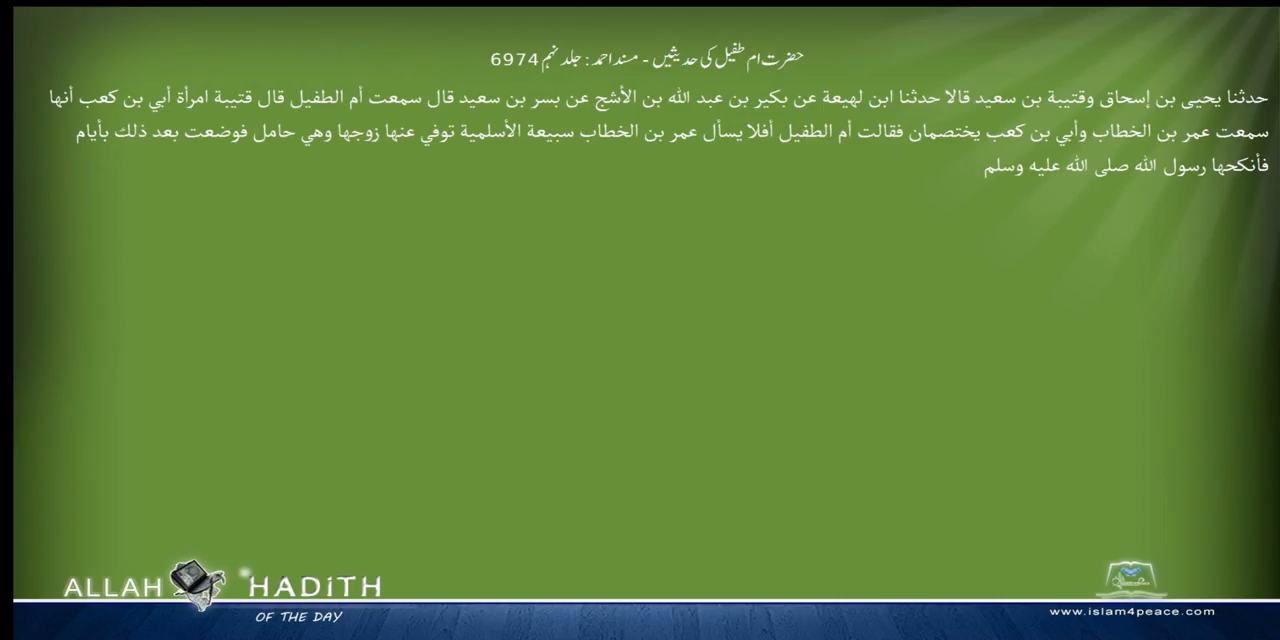 حضرت ام طفیل کی حدیثیں - مسند احمد : جلد نہم 6974
حدثنا يحيى بن إسحاق وقتيبة بن سعيد قالا حدثنا ابن لهيعة عن بكير بن عبد الله بن الأشج عن بسر بن سعيد قال سمعت أم الطفيل قال قتيبة امرأة أبي بن كعب أنها
سمعت عمر بن الخطاب وأبي بن كعب يختصمان فقالت أم الطفيل أفلا يسأل عمر بن الخطاب سبيعة الأسلمية توفي عنها زوجها وهي حامل فوضعت بعد ذلك بأيام
فأنكحها رسول الله صلى الله عليه وسلم
ALLAH HADITH
OF THE DAY
www.islam4peace.com